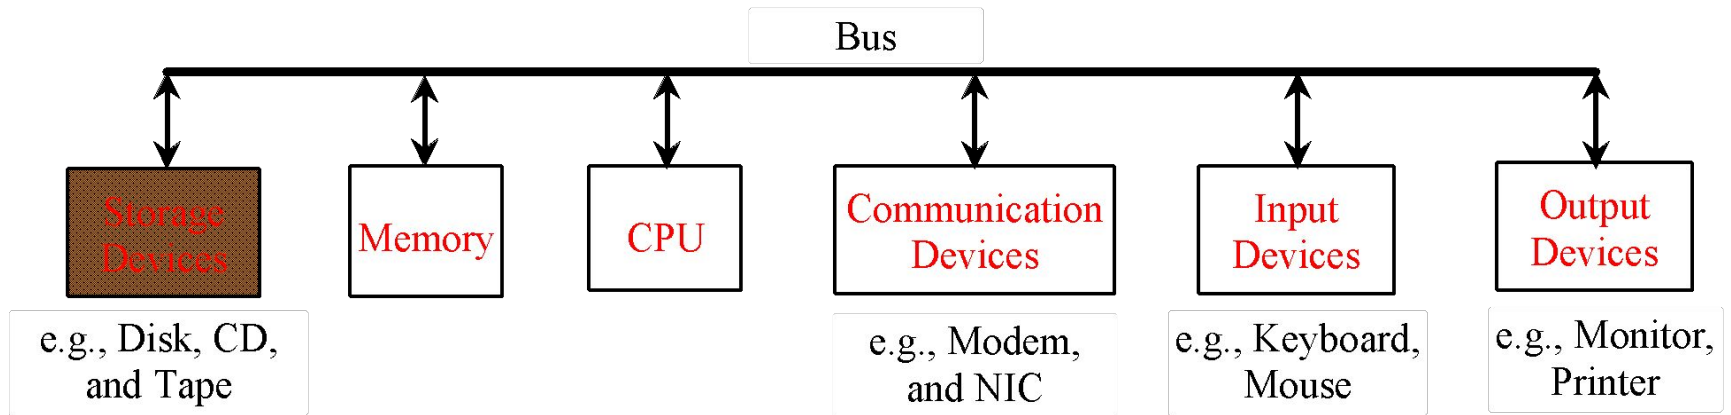 Bus
Storage
Devices
Memory
CPU
Communication
Devices
Input
Devices
Output
Devices
e.g., Disk, CD,
and Tape
e.g., Modem,
and NIC
e.g., Keyboard,
Mouse
e.g., Monitor,
Printer